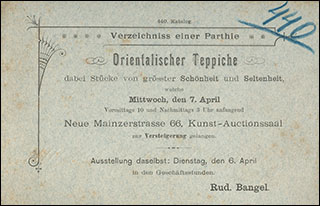 440. Katalog
440
Verzeichniss einer Parthie
Orientalischer Teppiche
dabei Stücke von grösster Schönheit und Seltenheit,
welche
Mittwoch, den 7. April
Vormittags 10 und Nachmittags 3 Uhr anfangend
Neue Mainzerstrasse 66, Kunst-Auctionssaal
zur Versteigerung gelangen.
Ausstellung daselbst: Dienstag, den 6. April
in den Geschäftsstunden.
Rud. Bangel.